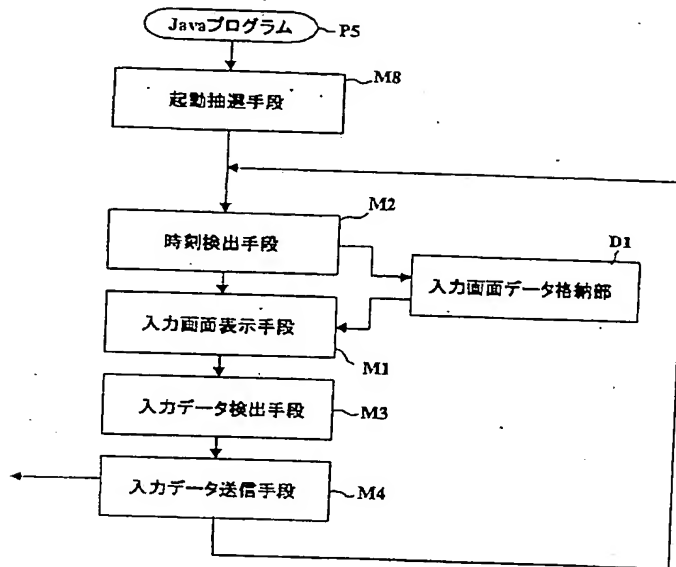 Javaプログラム
P5
M8
起動抽選手段
M2
時刻検出手段
D1
入力画面データ格納部
入力画面表示手段
M1
入力データ検出手段
M3
入力データ送信手段
M4